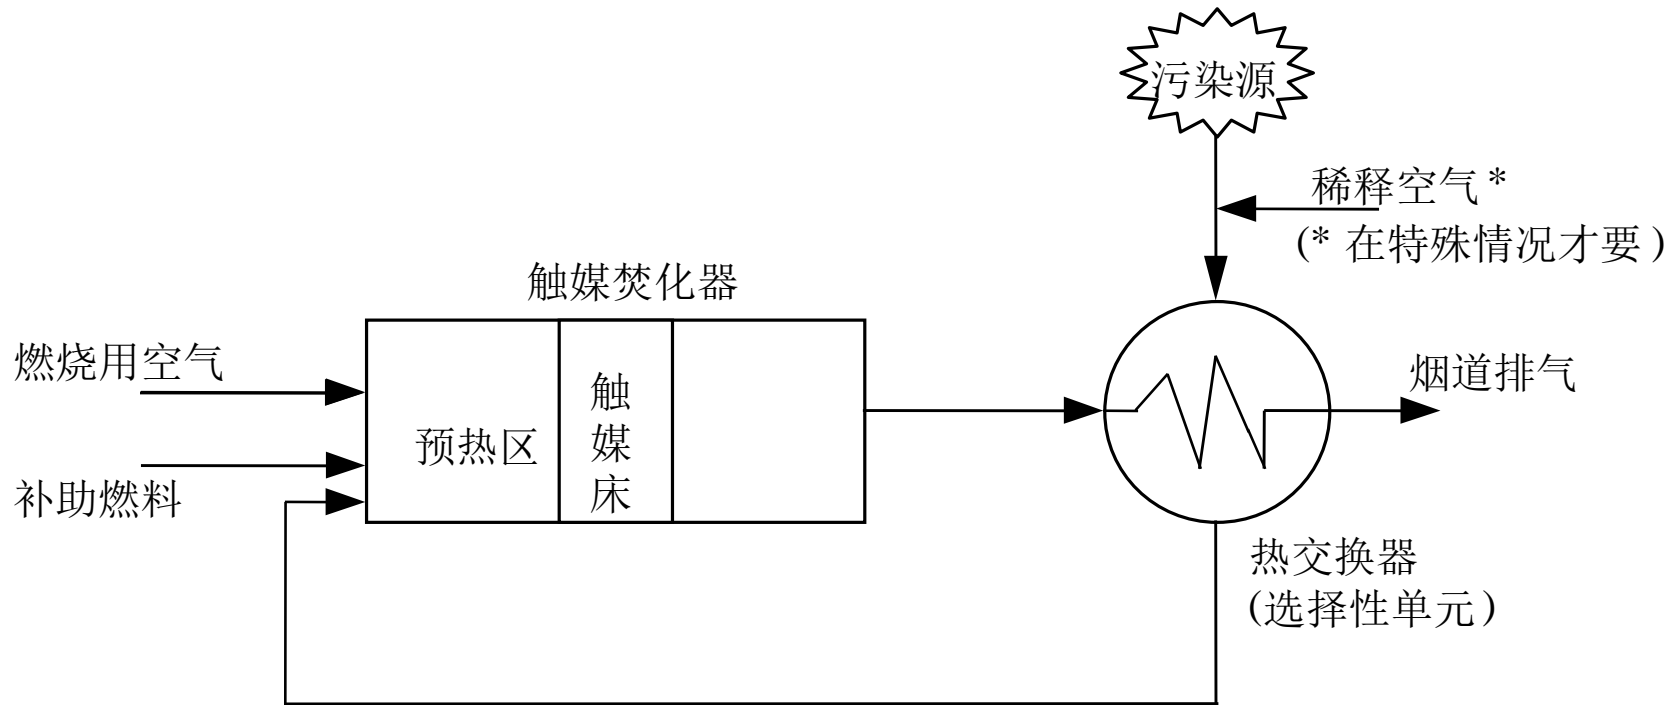 污染源
稀释空气*
(* 在特殊情况才要)
触媒焚化器
燃烧用空气
烟道排气
预热区
触
媒
床
补助燃料
热交换器
(选择性单元)